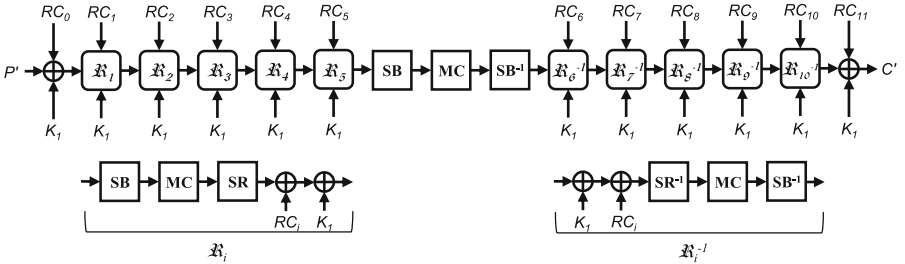 RC₀ RC₁ RC₂ RC₃ RC₄ RC₅ RC₆ RC₇ RC₈ RC₉ RC₁₀ RC₁₁
P' ℜ₁ ℜ₂ ℜ₃ ℜ₄ ℜ₅ SB MC SB⁻¹ ℜ₆⁻¹ ℜ₇⁻¹ ℜ₈⁻¹ ℜ₉⁻¹ ℜ₁₀⁻¹ C'
K₁ K₁ K₁ K₁ K₁ K₁ K₁ K₁ K₁ K₁ K₁ K₁
SB MC SR SR⁻¹ MC SB⁻¹
RCᵢ K₁ K₁ RCᵢ
ℜᵢ ℜᵢ⁻¹